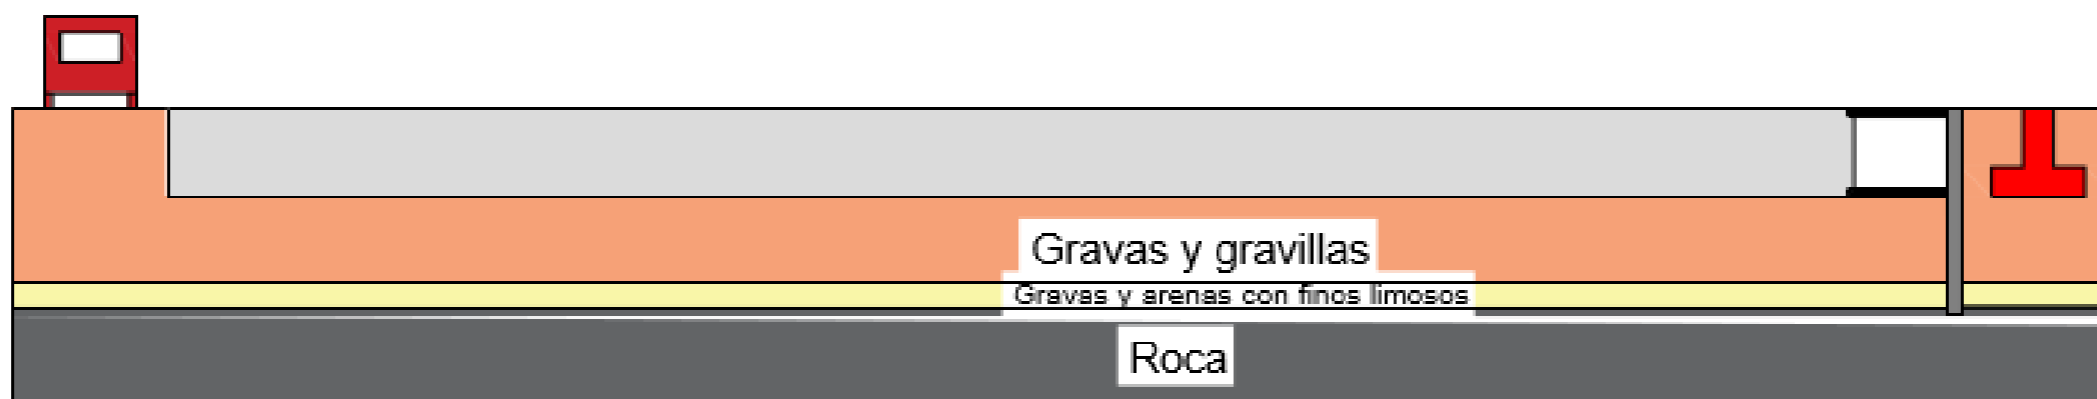 Gravas y gravillas
Gravas y arenas con finos limosos
Roca